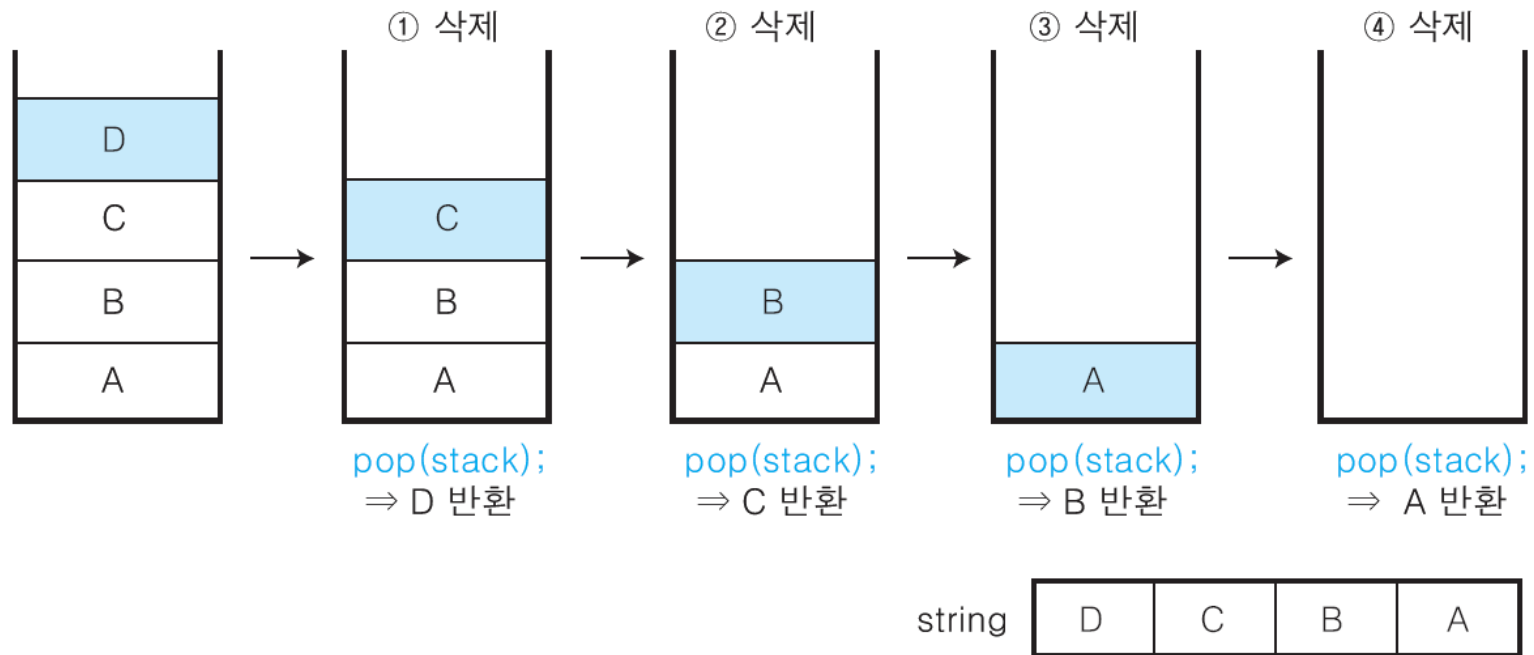 ① 삭제
② 삭제
③ 삭제
④ 삭제
D
C
B
A
C
B
A
B
A
A
pop(stack);
⇒ D 반환
pop(stack);
⇒ C 반환
pop(stack);
⇒ B 반환
pop(stack);
⇒ A 반환
string D C B A